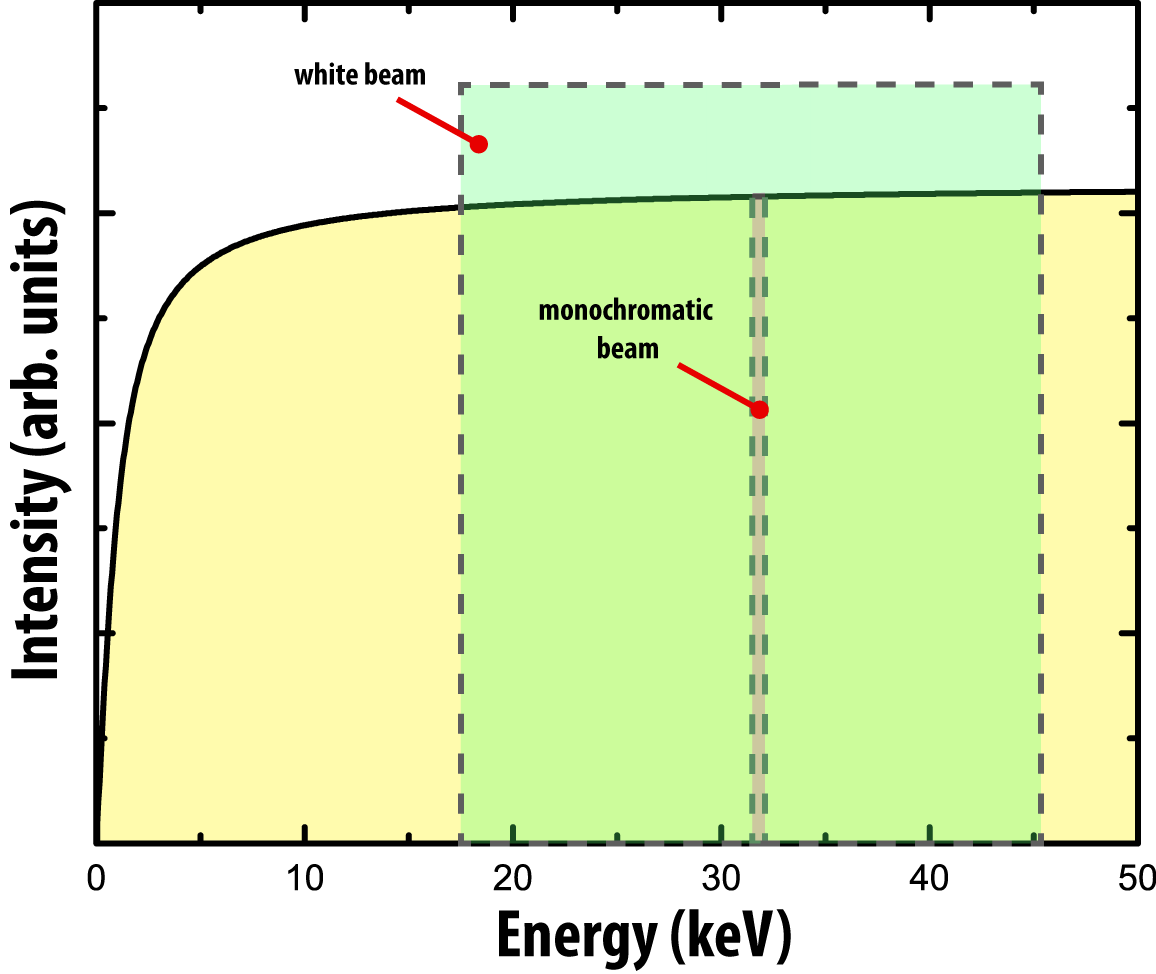 white beam
monochromatic
beam
Intensity (arb. units)
0 10 20 30 40 50
Energy (keV)